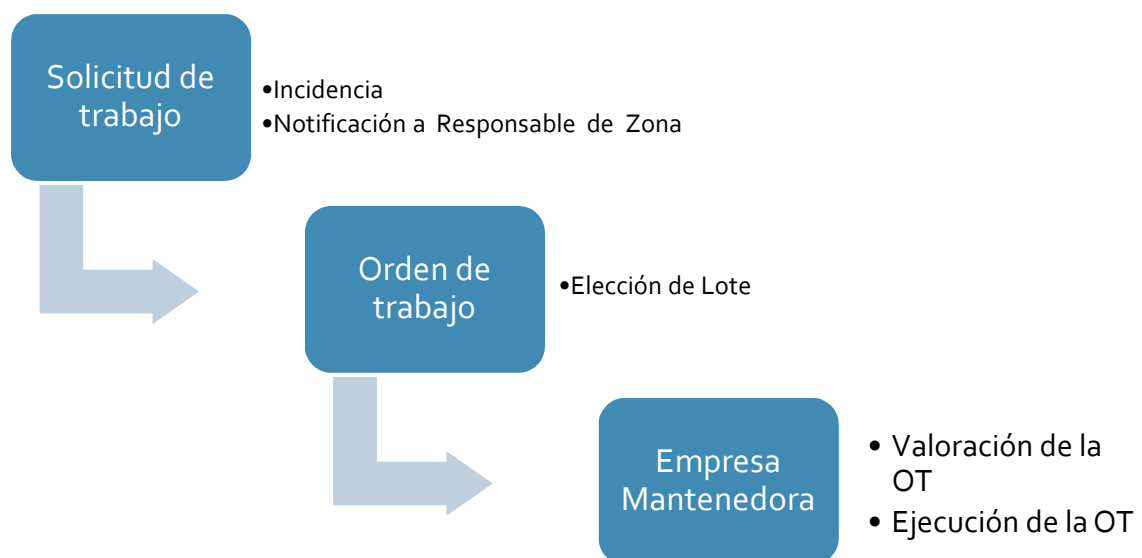 Solicitud de
trabajo
•Incidencia
•Notificación a Responsable de Zona
Orden de
trabajo
•Elección de Lote
Empresa
Mantenedora
• Valoración de la
OT
• Ejecución de la OT